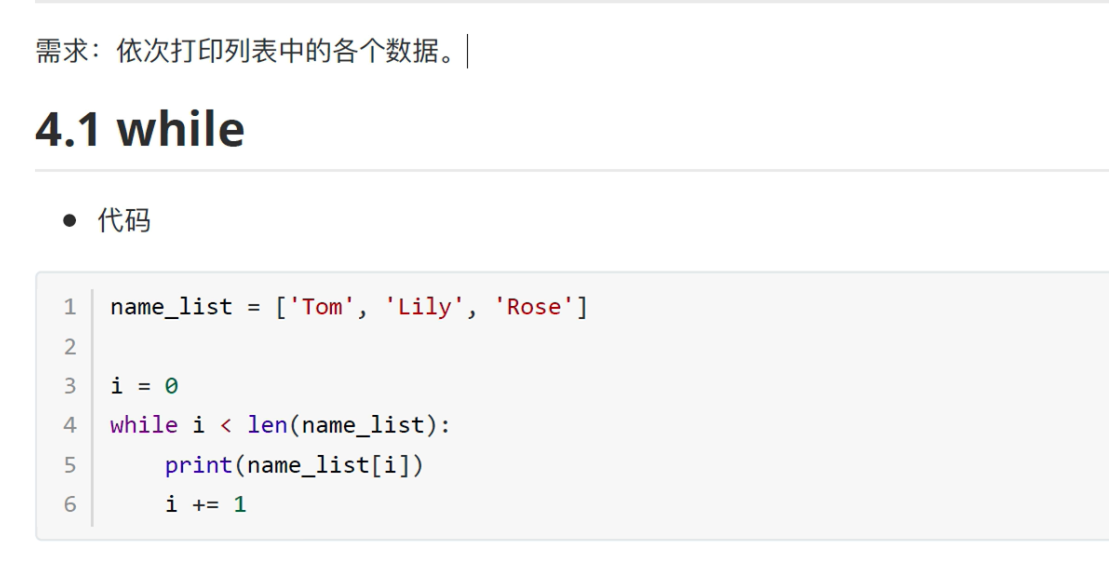 需求：依次打印列表中的各个数据。
4.1 while
• 代码
1 name_list = ['Tom', 'Lily', 'Rose']
2
3 i = 0
4 while i < len(name_list):
5     print(name_list[i])
6     i += 1